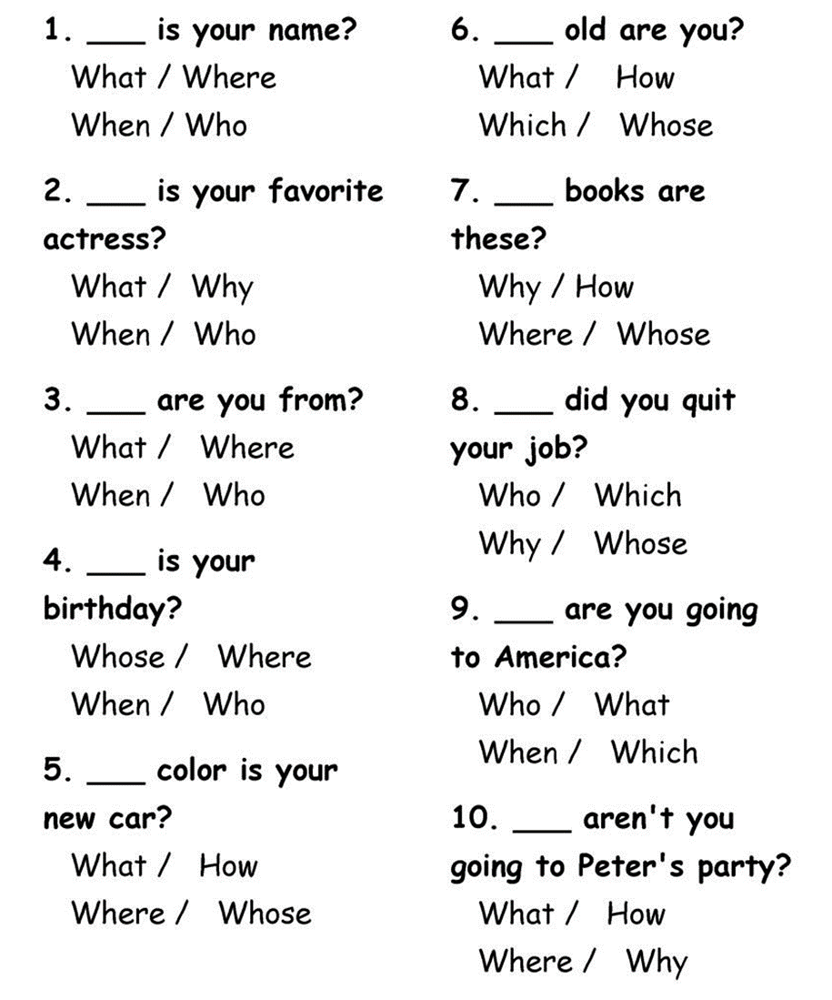 1. ___ is your name?
What / Where
When / Who
2. ___ is your favorite
actress?
What / Why
When / Who
3. ___ are you from?
What / Where
When / Who
4. ___ is your
birthday?
Whose / Where
When / Who
5. ___ color is your
new car?
What / How
Where / Whose
6. ___ old are you?
What / How
Which / Whose
7. ___ books are
these?
Why / How
Where / Whose
8. ___ did you quit
your job?
Who / Which
Why / Whose
9. ___ are you going
to America?
Who / What
When / Which
10. ___ aren't you
going to Peter's party?
What / How
Where / Why